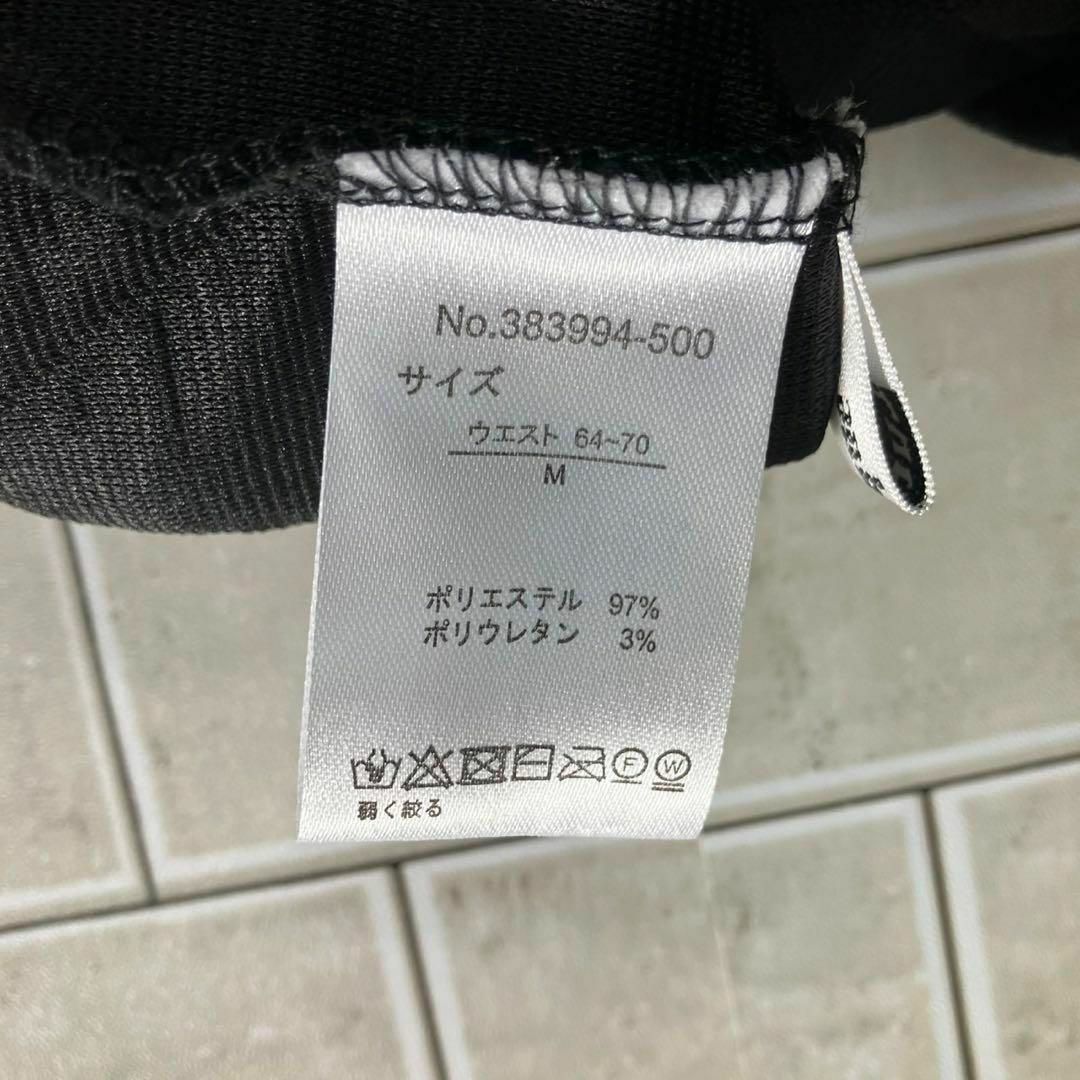 No.383994-500
サイズ
ウエスト 64~70
M
ポリエステル 97%
ポリウレタン 3%
F W
弱く絞る